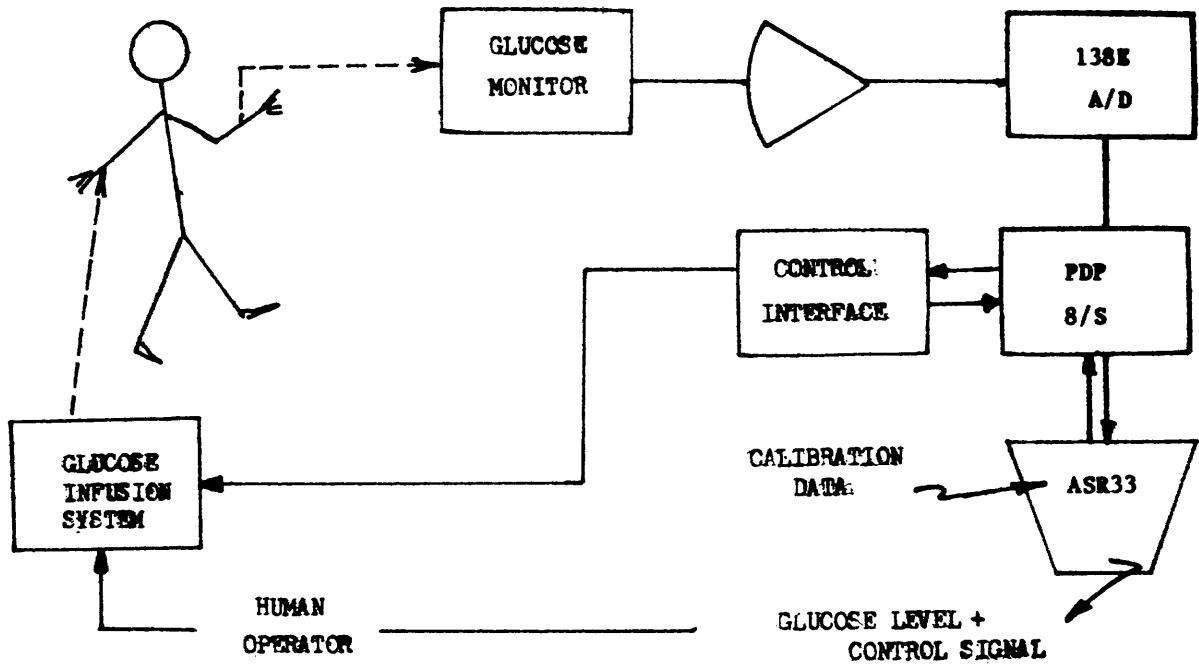 GLUCOSE
MONITOR
138E
A/D
CONTROL
INTERFACE
PDP
8/S
GLUCOSE
INFUSION
SYSTEM
CALIBRATION
DATA
ASR33
HUMAN
OPERATOR
GLUCOSE LEVEL +
CONTROL SIGNAL